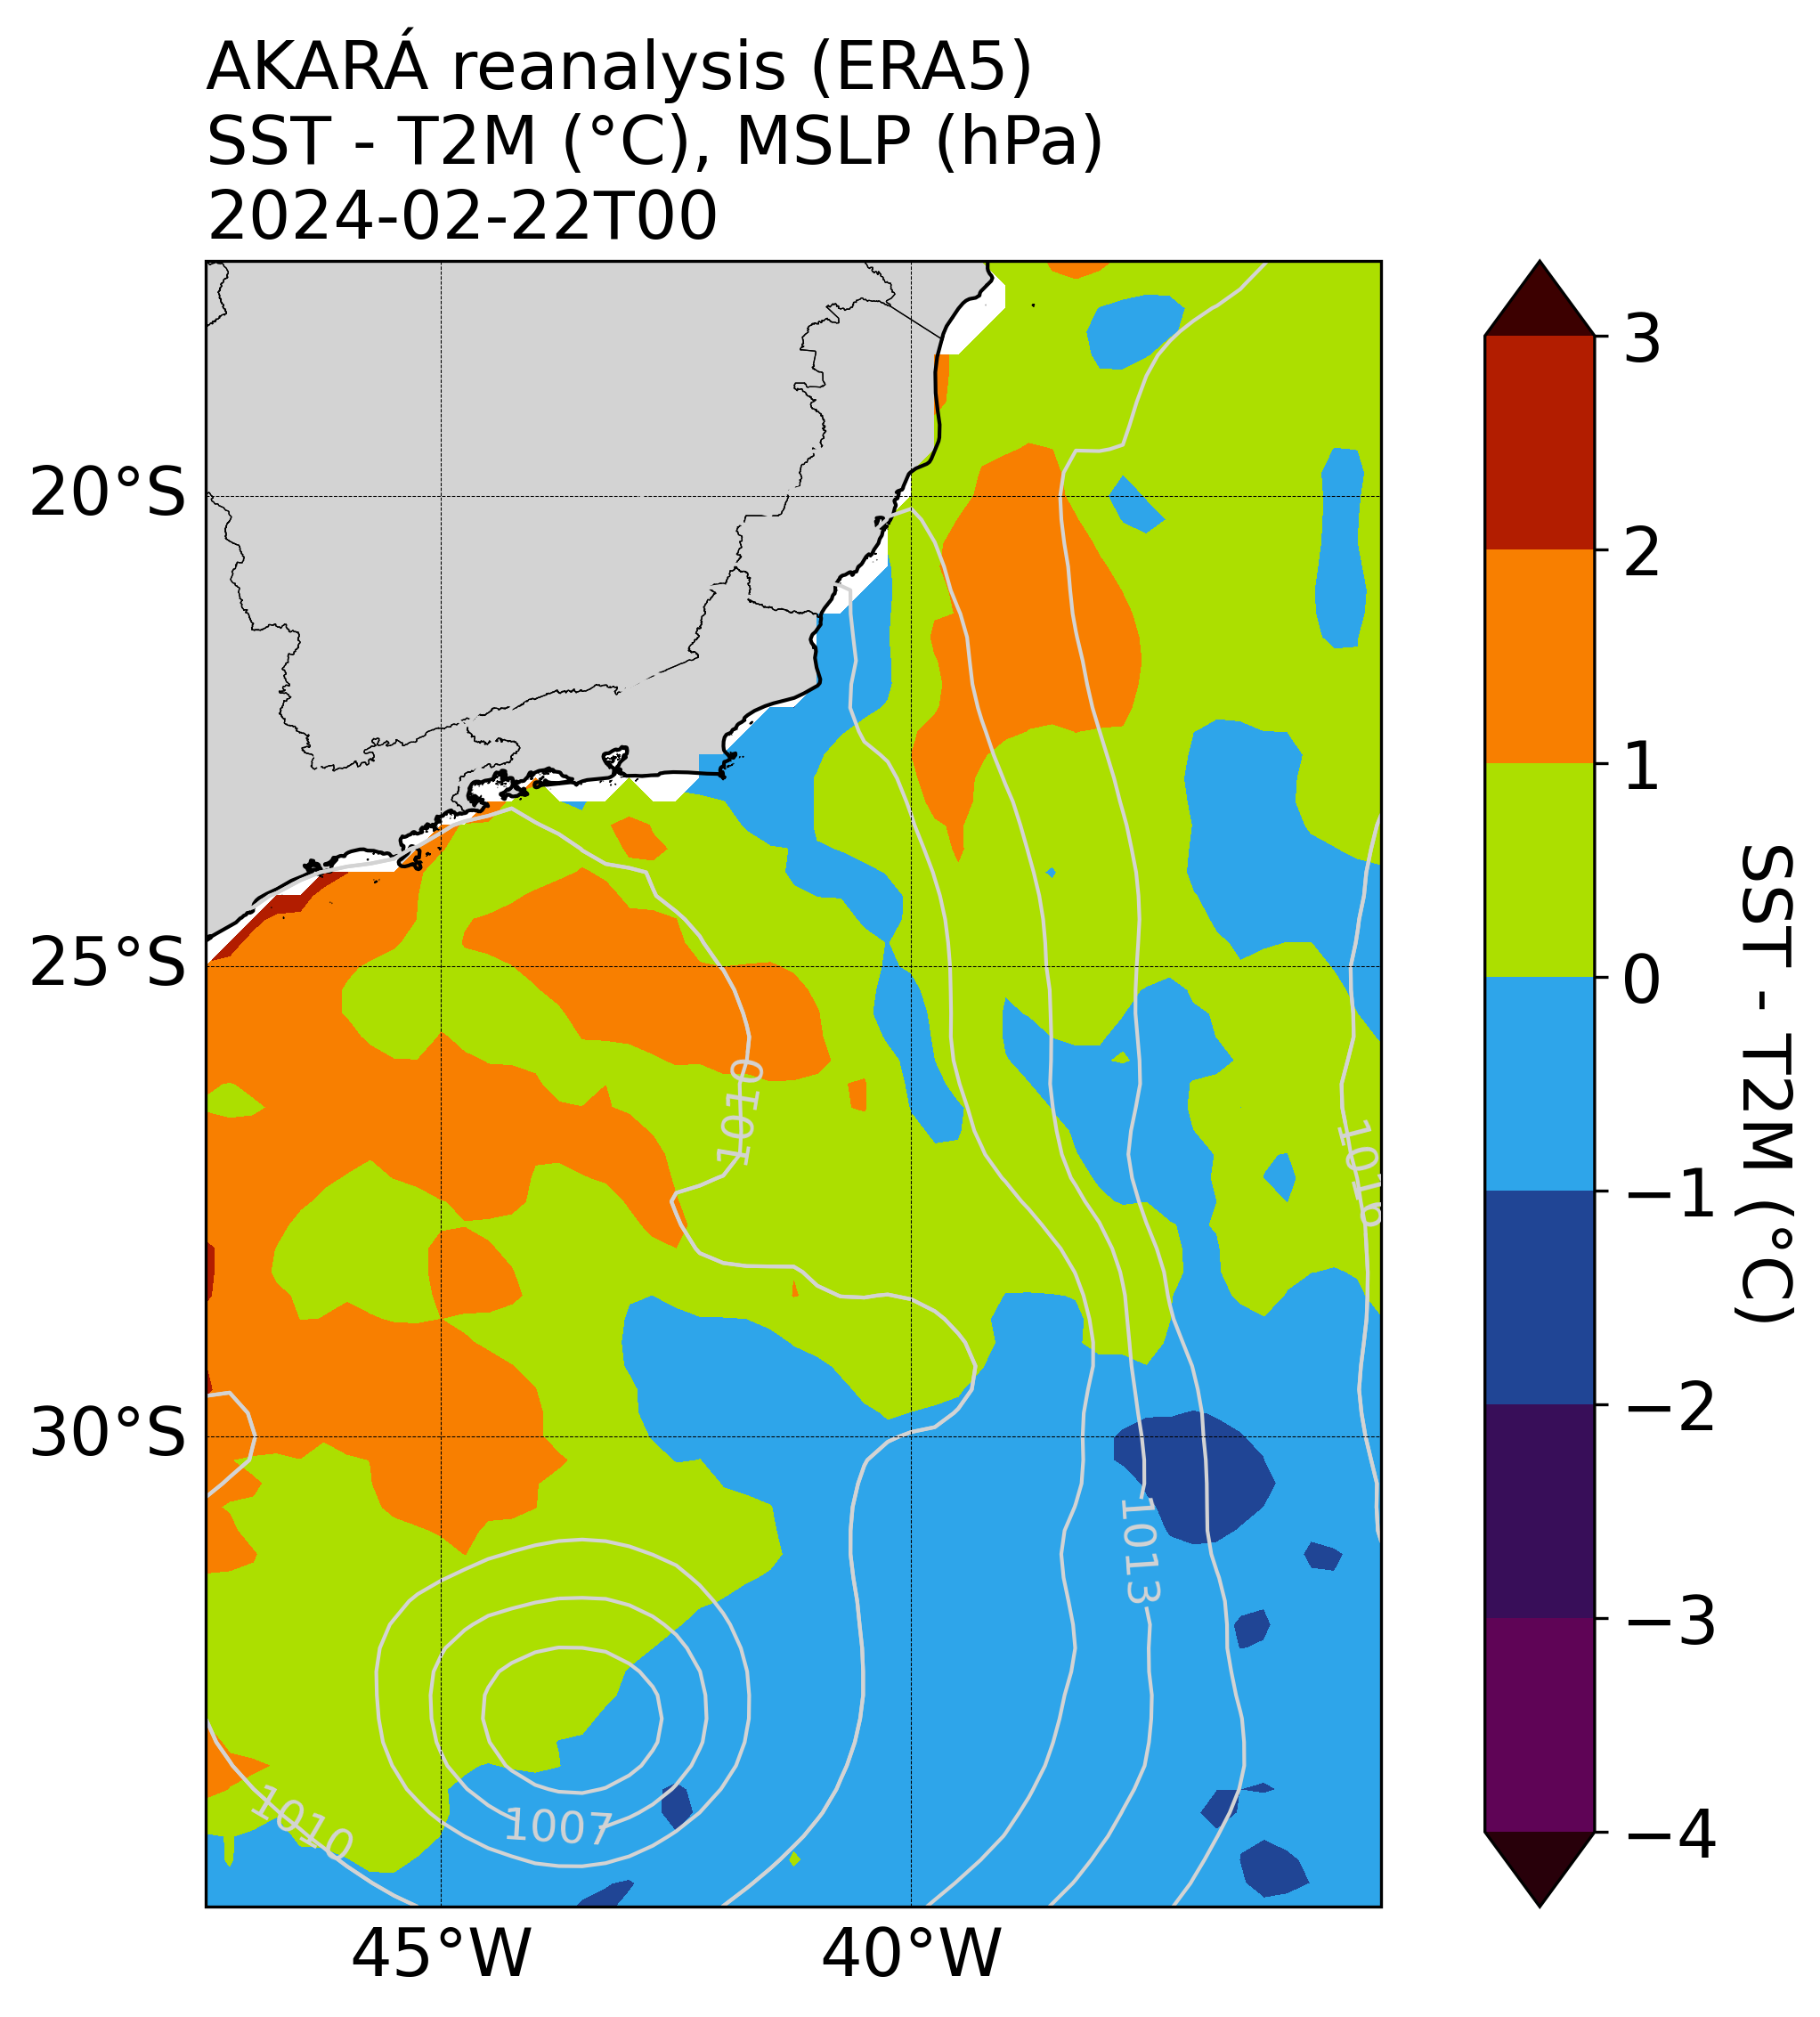 AKARÁ reanalysis (ERA5)
SST - T2M (°C), MSLP (hPa)
2024-02-22T00
20°S
25°S
30°S
45°W
40°W
1010
1016
1013
1010
1007
3
2
1
0
−1
−2
−3
−4
SST - T2M (°C)